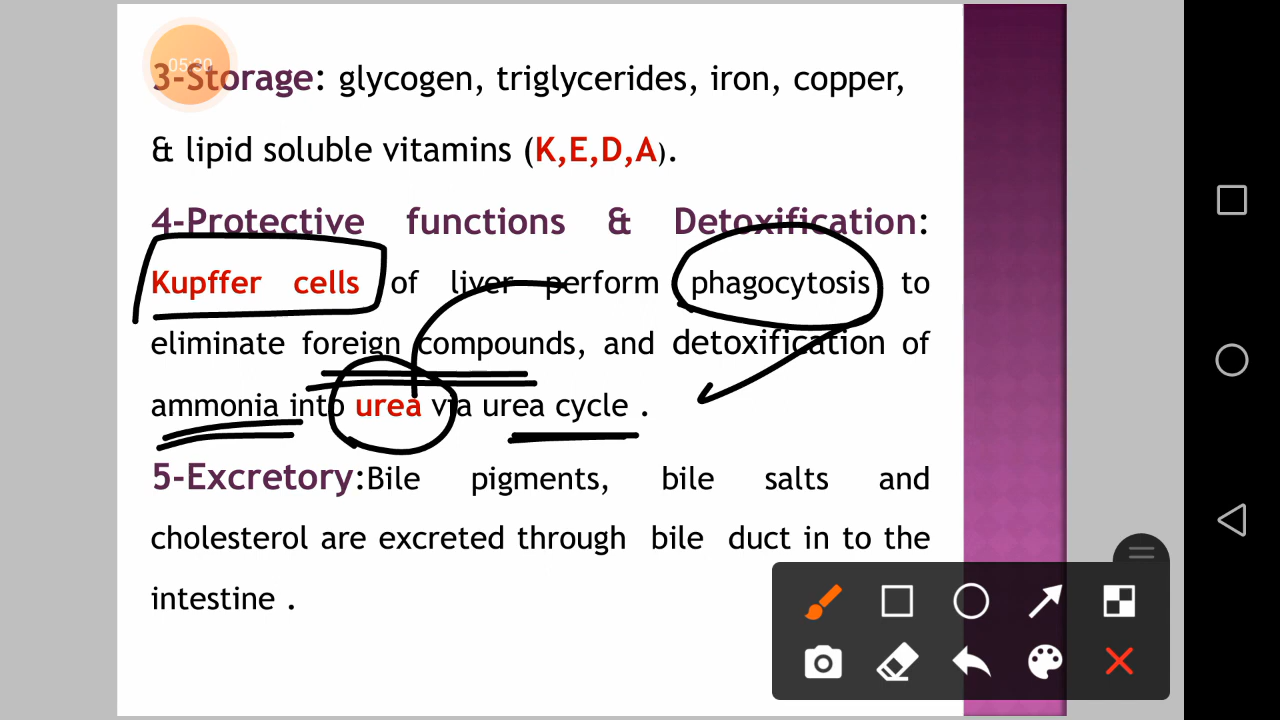 3-Storage: glycogen, triglycerides, iron, copper,
& lipid soluble vitamins (K,E,D,A).
4-Protective functions & Detoxification:
Kupffer cells of liver perform phagocytosis to
eliminate foreign compounds, and detoxification of
ammonia into urea via urea cycle .
5-Excretory:Bile pigments, bile salts and
cholesterol are excreted through bile duct in to the
intestine .